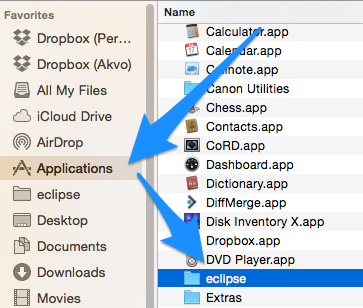 Favorites
Dropbox (Per...
Dropbox (Akvo)
All My Files
iCloud Drive
AirDrop
Applications
eclipse
Desktop
Documents
Downloads
Movies
Name
Calculator.app
Calendar.app
Canon Utilities
Chess.app
Contacts.app
CoRD.app
Dashboard.app
Dictionary.app
DiffMerge.app
Disk Inventory X.app
Dropbox.app
DVD Player.app
eclipse
Extras